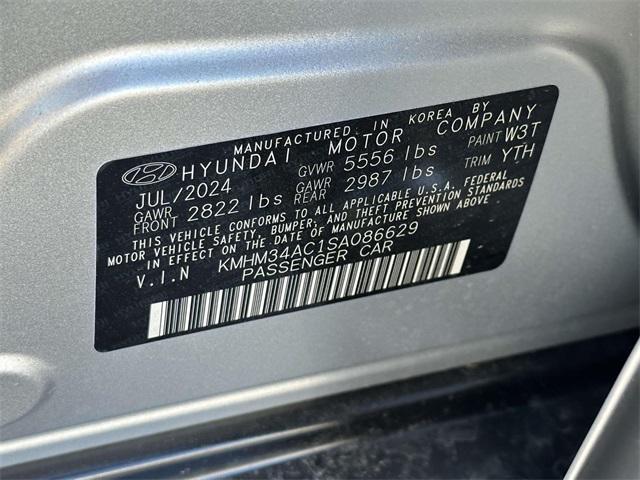 MANUFACTURED IN KOREA BY
HYUNDAI MOTOR COMPANY
JUL/2024 GVWR 5556 lbs PAINT W3T
GAWR FRONT 2822 lbs GAWR REAR 2987 lbs TRIM YTH
THIS VEHICLE CONFORMS TO ALL APPLICABLE U.S.A. FEDERAL
MOTOR VEHICLE SAFETY, BUMPER, AND THEFT PREVENTION STANDARDS
IN EFFECT ON THE DATE OF MANUFACTURE SHOWN ABOVE.
V.I.N KMHM34AC1SA086629
PASSENGER CAR